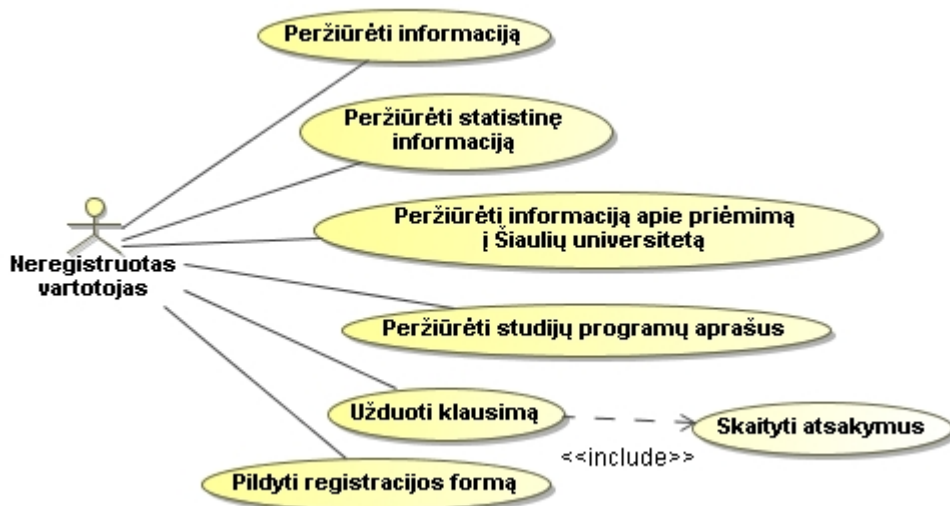 Peržiūrėti informaciją
Peržiūrėti statistinę
informaciją
Peržiūrėti informaciją apie priėmimą
į Šiaulių universitetą
Neregistruotas
vartotojas
Peržiūrėti studijų programų aprašus
Užduoti klausimą
Skaityti atsakymus
<<include>>
Pildyti registracijos formą